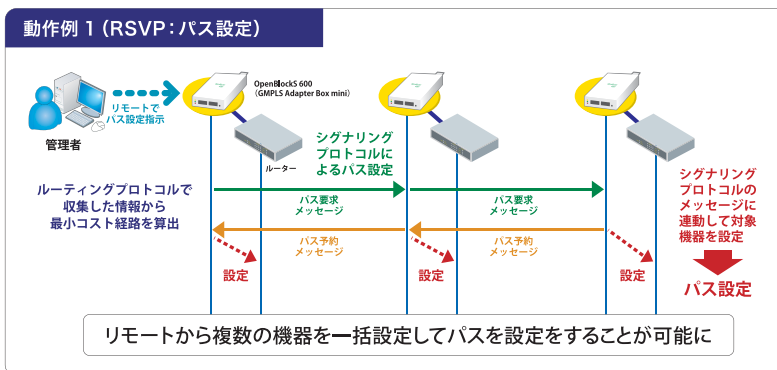 動作例 1（RSVP：パス設定）
OpenBlockS 600
（GMPLS Adapter Box mini）
リモートで
パス設定指示
管理者
ルーター
シグナリング
プロトコルに
よるパス設定
ルーティングプロトコルで
収集した情報から
最小コスト経路を算出
パス要求
メッセージ
パス要求
メッセージ
パス予約
メッセージ
パス予約
メッセージ
設定
設定
設定
シグナリング
プロトコルの
メッセージに
連動して対象
機器を設定
パス設定
リモートから複数の機器を一括設定してパスを設定をすることが可能に